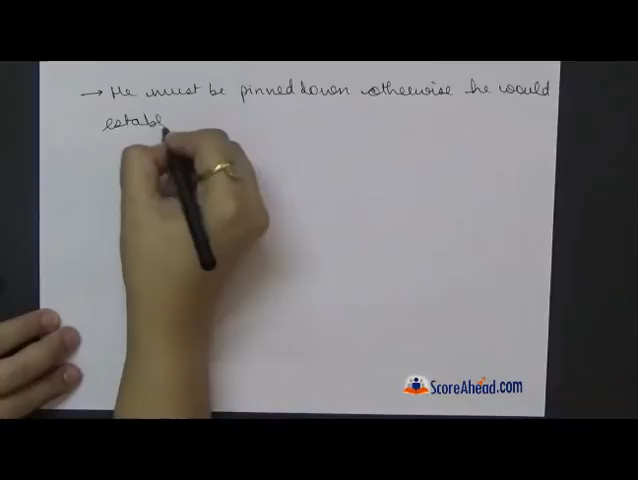 → He must be pinned down otherwise he would
establ
ScoreAhead.com